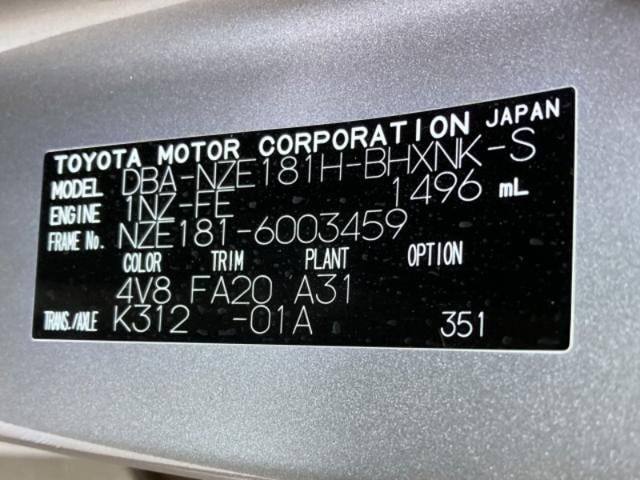 TOYOTA MOTOR CORPORATION JAPAN
MODEL DBA-NZE181H-BHXNK-S
ENGINE 1NZ-FE 1496 mL
FRAME No. NZE181-6003459
COLOR TRIM PLANT OPTION
4V8 FA20 A31
TRANS./AXLE K312 -01A 351